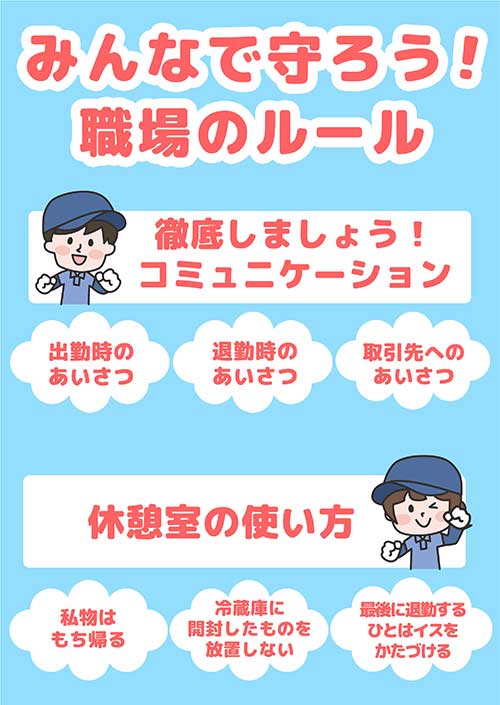 みんなで守ろう！
職場のルール
徹底しましょう！
コミュニケーション
出勤時の
あいさつ
退勤時の
あいさつ
取引先への
あいさつ
休憩室の使い方
私物は
もち帰る
冷蔵庫に
開封したものを
放置しない
最後に退勤する
ひとはイスを
かたづける